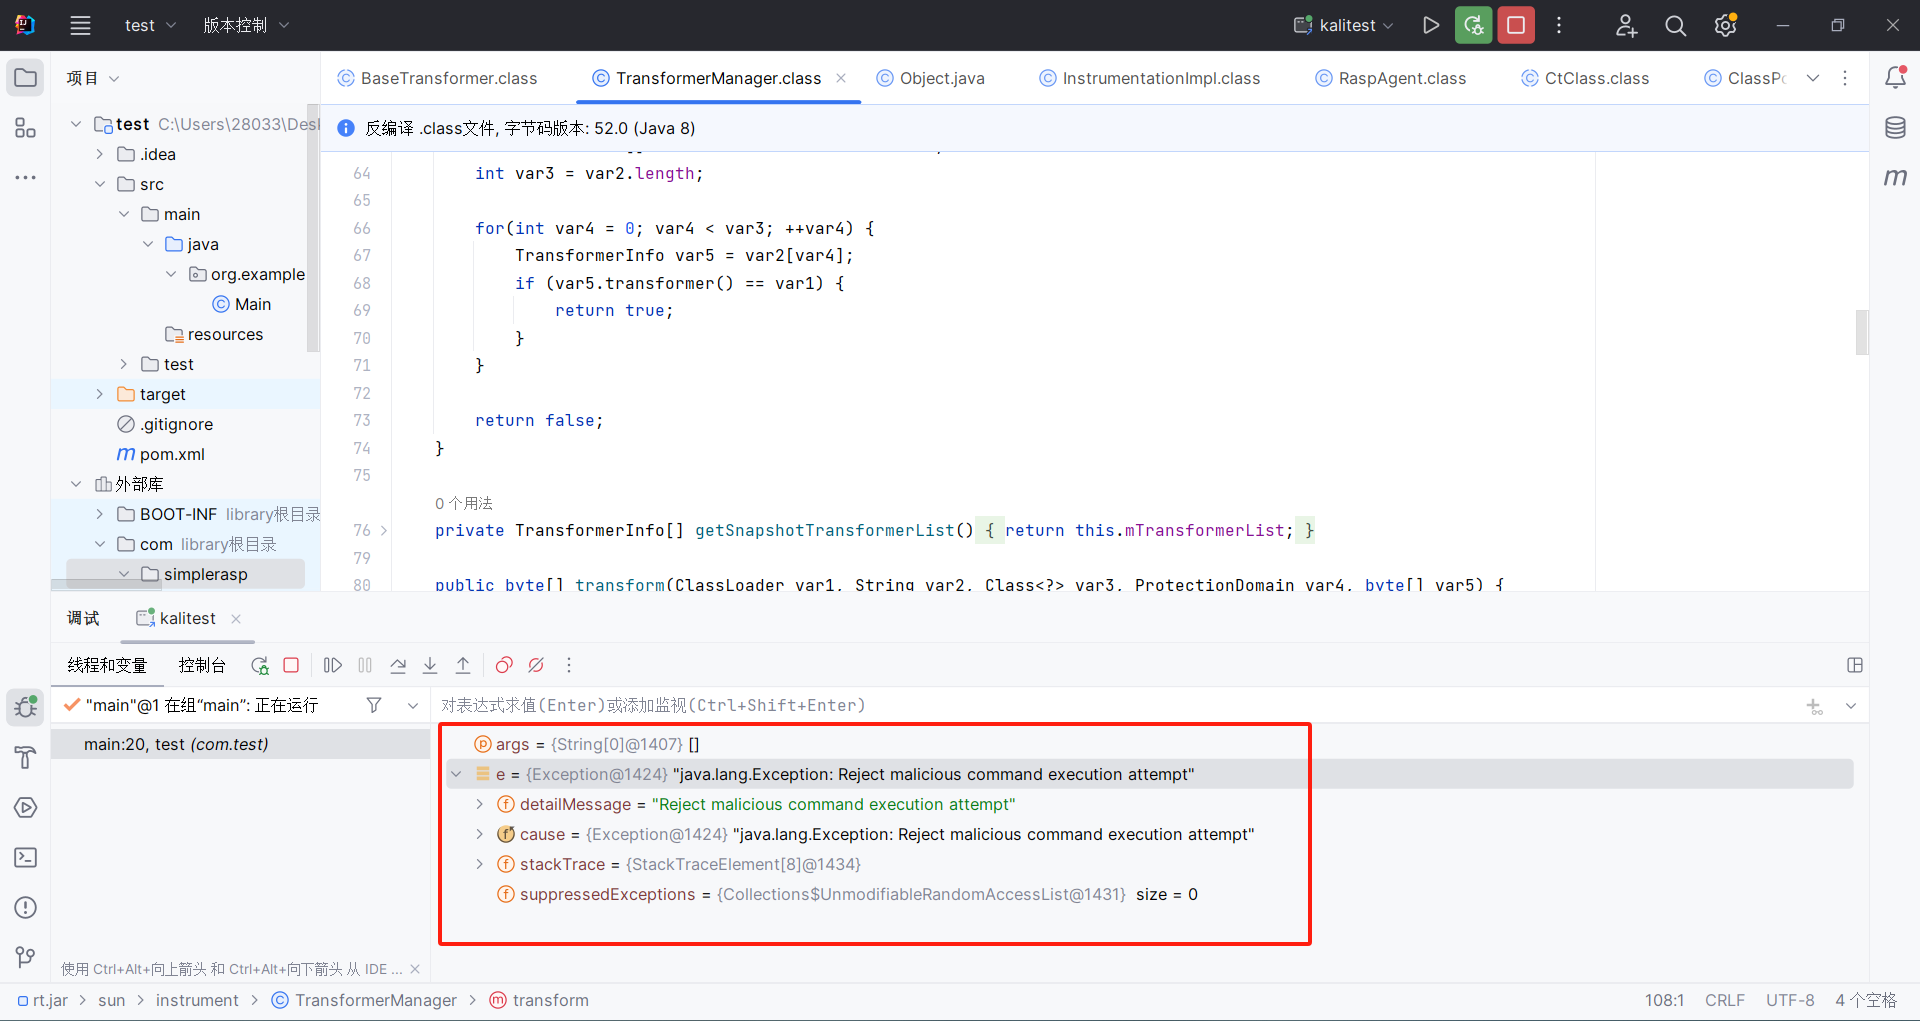 test
版本控制
kalitest
项目
BaseTransformer.class
TransformerManager.class
Object.java
InstrumentationImpl.class
RaspAgent.class
CtClass.class
反编译 .class文件, 字节码版本: 52.0 (Java 8)
test C:\Users\28033\Des
.idea
src
main
java
org.example
Main
resources
test
target
.gitignore
pom.xml
外部库
BOOT-INF library根目录
com library根目录
simplerasp
64 int var3 = var2.length;
65
66 for(int var4 = 0; var4 < var3; ++var4) {
67 TransformerInfo var5 = var2[var4];
68 if (var5.transformer() == var1) {
69 return true;
70 }
71 }
72
73 return false;
74 }
75
0 个用法
76 private TransformerInfo[] getSnapshotTransformerList() { return this.mTransformerList; }
79
80 public byte[] transform(ClassLoader var1, String var2, Class<?> var3, ProtectionDomain var4, byte[] var5) {
调试
kalitest
线程和变量
控制台
"main"@1 在组“main”: 正在运行
对表达式求值(Enter)或添加监视(Ctrl+Shift+Enter)
main:20, test (com.test)
args = {String[0]@1407} []
e = {Exception@1424} "java.lang.Exception: Reject malicious command execution attempt"
detailMessage = "Reject malicious command execution attempt"
cause = {Exception@1424} "java.lang.Exception: Reject malicious command execution attempt"
stackTrace = {StackTraceElement[8]@1434}
suppressedExceptions = {Collections$UnmodifiableRandomAccessList@1431} size = 0
使用 Ctrl+Alt+向上箭头 和 Ctrl+Alt+向下箭头 从 IDE ...
rt.jar
sun
instrument
TransformerManager
transform
108:1
CRLF
UTF-8
4 个空格